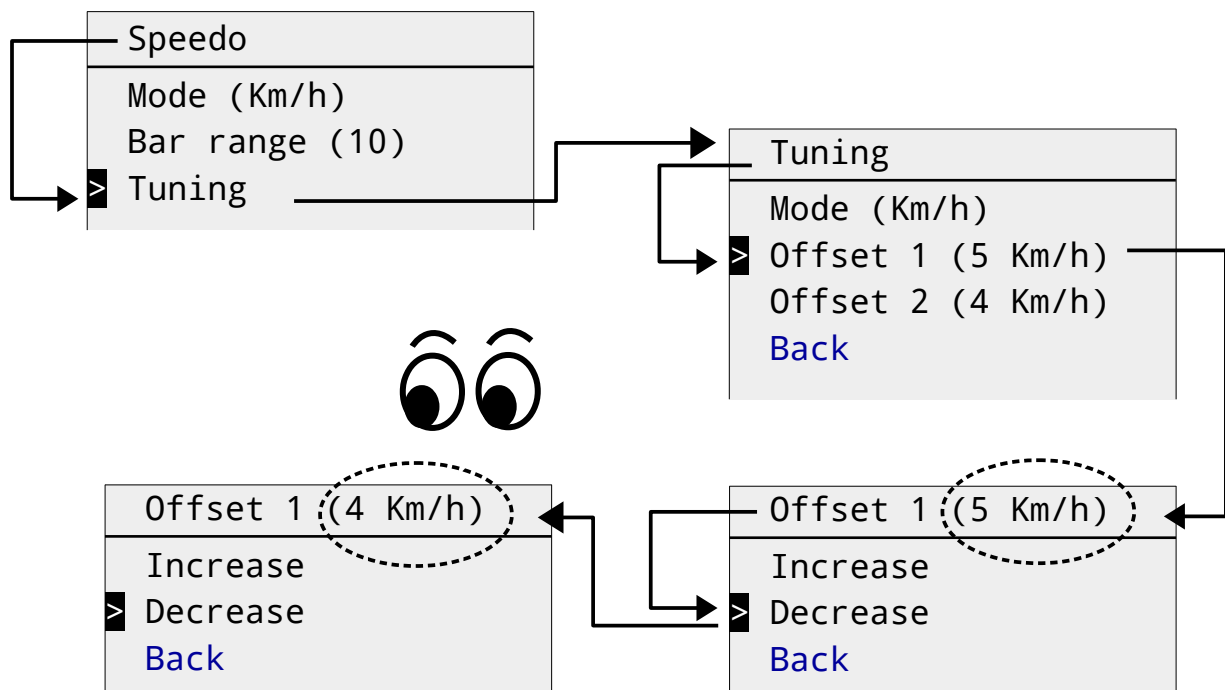 Speedo
Mode (Km/h)
Bar range (10)
> Tuning
Tuning
Mode (Km/h)
> Offset 1 (5 Km/h)
Offset 2 (4 Km/h)
Back
Offset 1 (4 Km/h)
Increase
> Decrease
Back
Offset 1 (5 Km/h)
Increase
> Decrease
Back